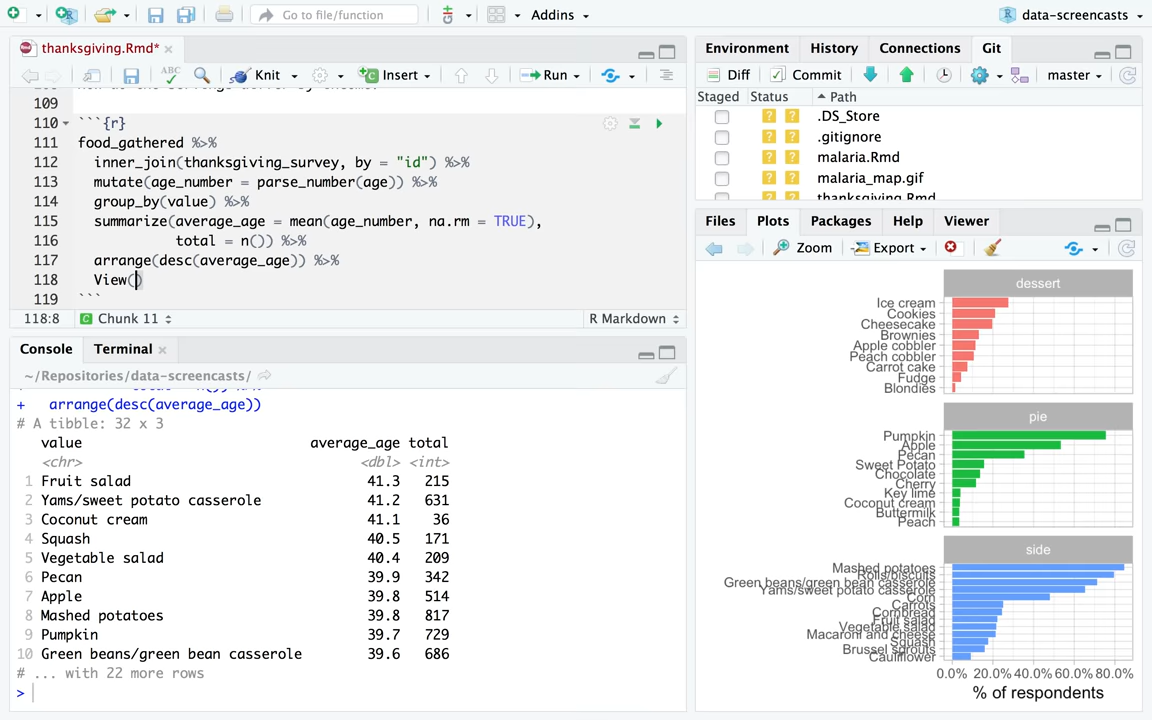 Go to file/function
Addins
data-screencasts
thanksgiving.Rmd*
ABC
Knit
Insert
Run
109
110 ```{r}
111 food_gathered %>%
112 inner_join(thanksgiving_survey, by = "id") %>%
113 mutate(age_number = parse_number(age)) %>%
114 group_by(value) %>%
115 summarize(average_age = mean(age_number, na.rm = TRUE),
116 total = n()) %>%
117 arrange(desc(average_age)) %>%
118 View()
119 ```
118:8 Chunk 11 R Markdown
Console Terminal
~/Repositories/data-screencasts/
+ arrange(desc(average_age))
# A tibble: 32 x 3
value average_age total
<chr> <dbl> <int>
1 Fruit salad 41.3 215
2 Yams/sweet potato casserole 41.2 631
3 Coconut cream 41.1 36
4 Squash 40.5 171
5 Vegetable salad 40.4 209
6 Pecan 39.9 342
7 Apple 39.8 514
8 Mashed potatoes 39.8 817
9 Pumpkin 39.7 729
10 Green beans/green bean casserole 39.6 686
# ... with 22 more rows
>
Environment History Connections Git
Diff Commit master
Staged Status Path
.DS_Store
.gitignore
malaria.Rmd
malaria_map.gif
thanksgiving.Rmd
Files Plots Packages Help Viewer
Zoom Export
dessert
Ice cream
Cookies
Cheesecake
Brownies
Apple cobbler
Peach cobbler
Carrot cake
Fudge
Blondies
pie
Pumpkin
Apple
Pecan
Sweet Potato
Chocolate
Cherry
Key lime
Coconut cream
Buttermilk
Peach
side
Mashed potatoes
Rolls/biscuits
Green beans/green bean casserole
Yams/sweet potato casserole
Corn
Carrots
Cornbread
Fruit salad
Vegetable salad
Macaroni and cheese
Squash
Brussel sprouts
Cauliflower
0.0% 20.0% 40.0% 60.0% 80.0%
% of respondents